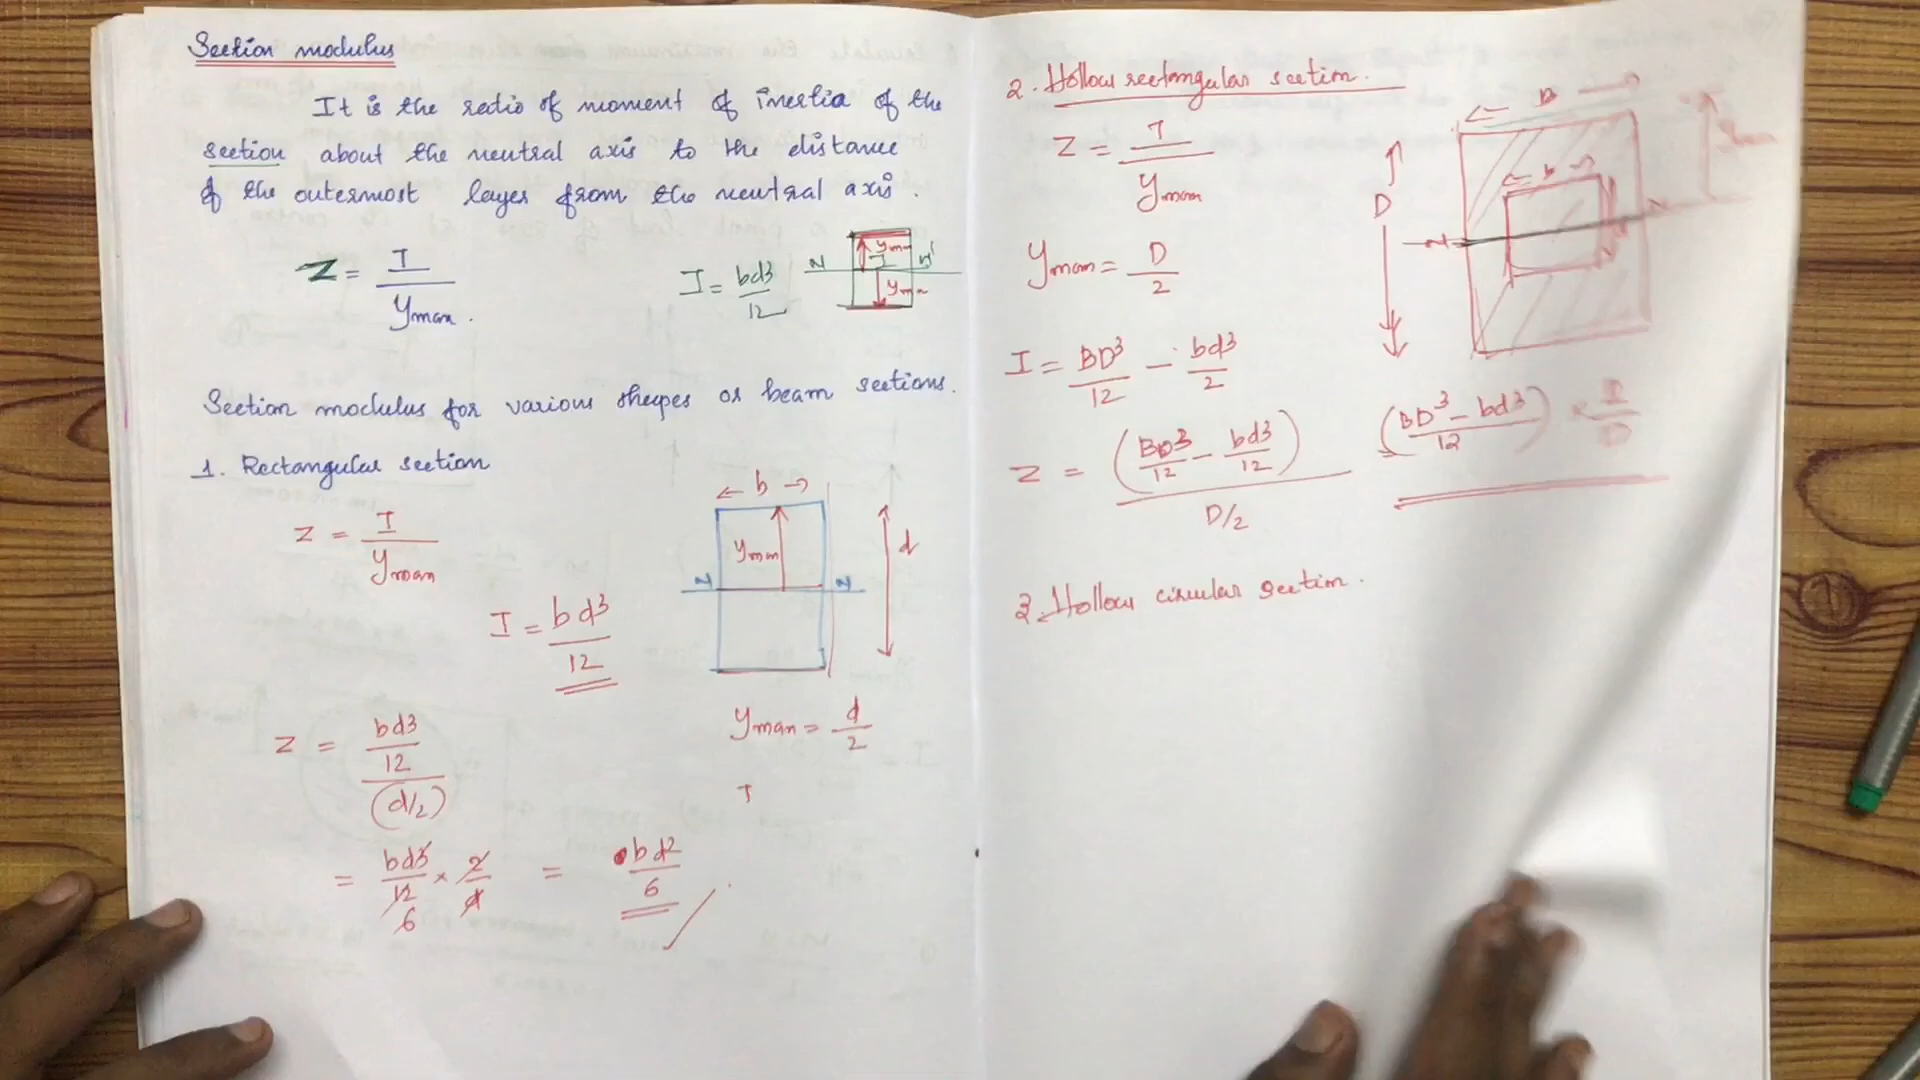 Section modulus
It is the ratio of moment of inertia of the
section about the neutral axis to the distance
of the outermost layer from the neutral axis.
Z = I / ymax.
I = bd3 / 12
N
ymax
Section modulus for various shapes or beam sections.
1. Rectangular section
Z = I / ymax
← b →
ymax
d
N N
I = bd3 / 12
Z = bd3 / 12 / (d/2)
ymax = d / 2
I
= bd3 / 12 6 × 2 / d = bd2 / 6
2. Hollow rectangular section.
Z = I / ymax
ymax = D / 2
I = BD3 / 12 - bd3 / 2
Z = (BD3 / 12 - bd3 / 12) / D/2 = (BD3 - bd3 / 12) × 2 / D
D
b
3. Hollow circular section.